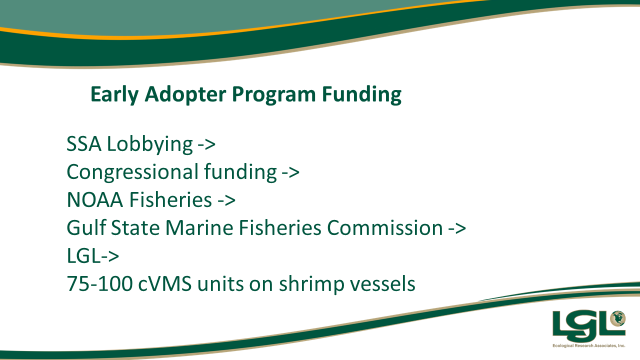 Early Adopter Program Funding
SSA Lobbying ->
Congressional funding ->
NOAA Fisheries ->
Gulf State Marine Fisheries Commission ->
LGL->
75-100 cVMS units on shrimp vessels
LGL
Ecological Research Associates, Inc.